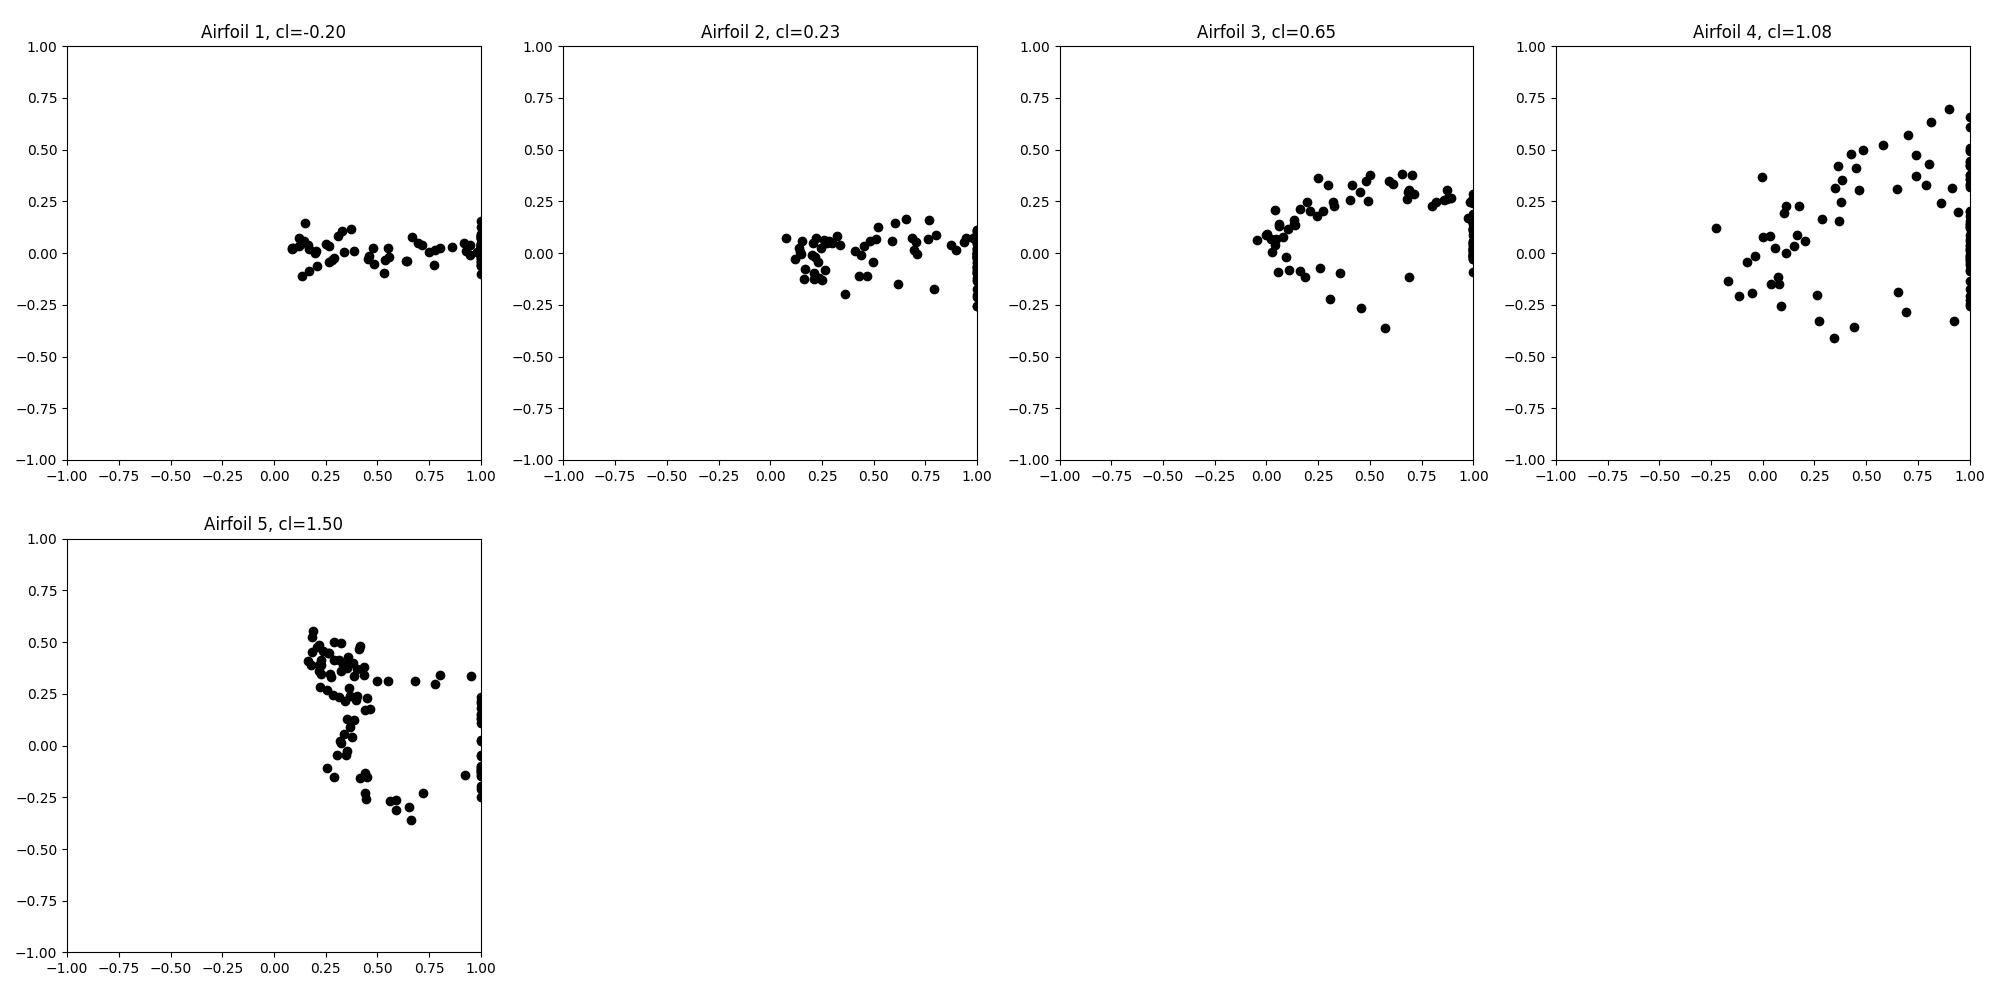 Airfoil 1, cl=-0.20
Airfoil 2, cl=0.23
Airfoil 3, cl=0.65
Airfoil 4, cl=1.08
1.00 1.00 1.00 1.00
0.75 0.75 0.75 0.75
0.50 0.50 0.50 0.50
0.25 0.25 0.25 0.25
0.00 0.00 0.00 0.00
−0.25 −0.25 −0.25 −0.25
−0.50 −0.50 −0.50 −0.50
−0.75 −0.75 −0.75 −0.75
−1.00 −1.00 −1.00 −1.00
−1.00 −0.75 −0.50 −0.25 0.00 0.25 0.50 0.75 1.00
−1.00 −0.75 −0.50 −0.25 0.00 0.25 0.50 0.75 1.00
−1.00 −0.75 −0.50 −0.25 0.00 0.25 0.50 0.75 1.00
−1.00 −0.75 −0.50 −0.25 0.00 0.25 0.50 0.75 1.00
Airfoil 5, cl=1.50
1.00
0.75
0.50
0.25
0.00
−0.25
−0.50
−0.75
−1.00
−1.00 −0.75 −0.50 −0.25 0.00 0.25 0.50 0.75 1.00